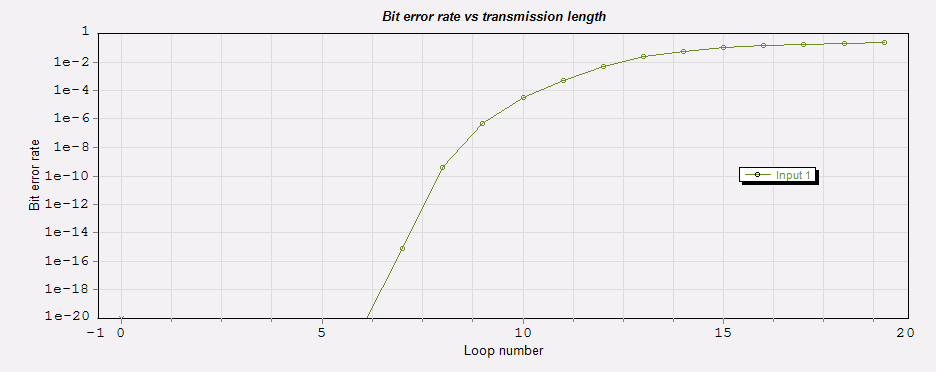 Bit error rate vs transmission length
1
1e-2
1e-4
1e-6
1e-8
1e-10
1e-12
1e-14
1e-16
1e-18
1e-20
Bit error rate
Input 1
-1 0 5 10 15 20
Loop number